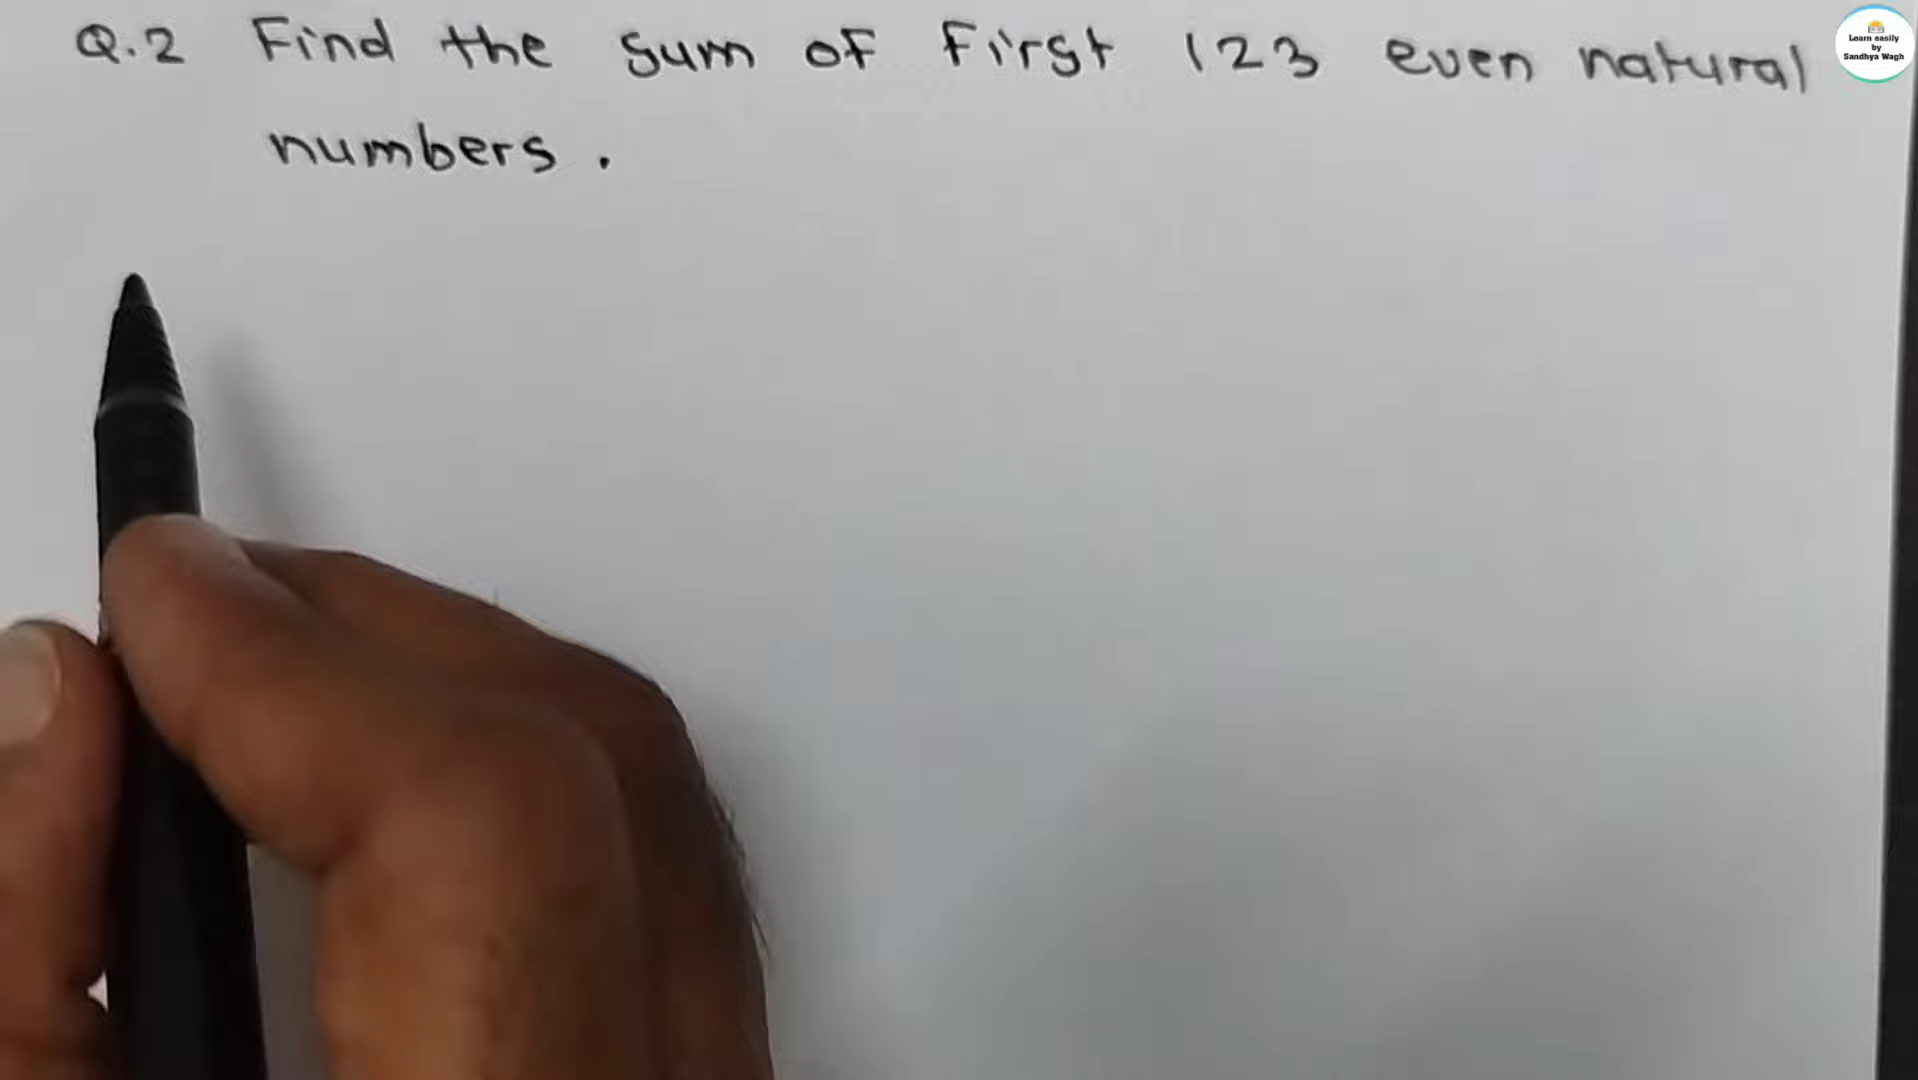 Q.2 Find the sum of first 123 even natural
numbers.
Learn easily
by
Sandhya Wagh